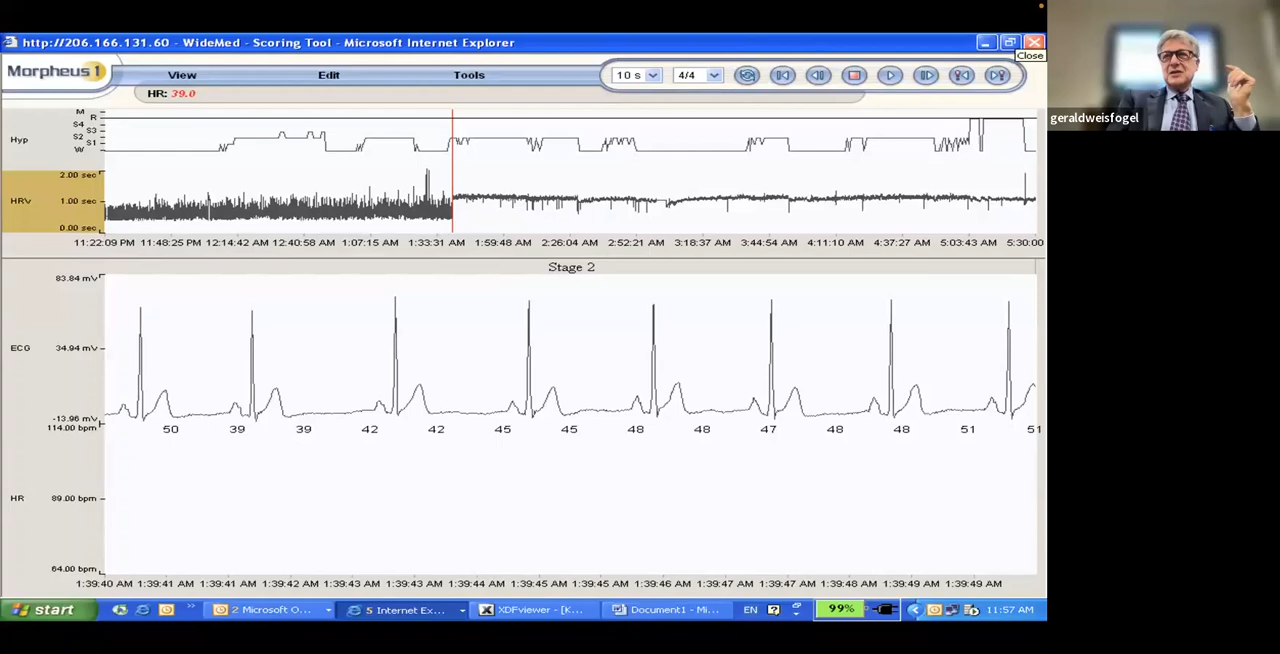 http://206.166.131.60 - WideMed - Scoring Tool - Microsoft Internet Explorer
Close
Morpheus 1
View Edit Tools
10 s 4/4
HR: 39.0
geraldweisfogel
Hyp
M
R
S4
S3
S2
S1
W
HRV
2.00 sec
1.00 sec
0.00 sec
11:22:09 PM 11:48:25 PM 12:14:42 AM 12:40:58 AM 1:07:15 AM 1:33:31 AM 1:59:48 AM 2:26:04 AM 2:52:21 AM 3:18:37 AM 3:44:54 AM 4:11:10 AM 4:37:27 AM 5:03:43 AM 5:30:00
Stage 2
83.84 mV
ECG 34.94 mV
-13.96 mV
114.00 bpm
50 39 39 42 42 45 45 48 48 47 48 48 51 51
HR 89.00 bpm
64.00 bpm
1:39:40 AM 1:39:41 AM 1:39:41 AM 1:39:42 AM 1:39:43 AM 1:39:43 AM 1:39:44 AM 1:39:45 AM 1:39:45 AM 1:39:46 AM 1:39:47 AM 1:39:47 AM 1:39:48 AM 1:39:49 AM 1:39:49 AM
start 2 Microsoft O... 5 Internet Ex... XDFviewer - [K... Document1 - Mi... EN 99% 11:57 AM